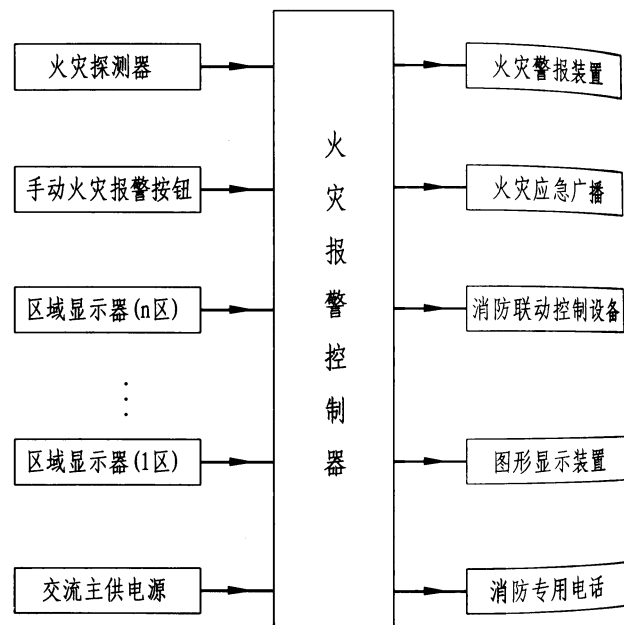 火灾探测器
手动火灾报警按钮
区域显示器(n区)
区域显示器(1区)
交流主供电源
火灾报警控制器
火灾警报装置
火灾应急广播
消防联动控制设备
图形显示装置
消防专用电话